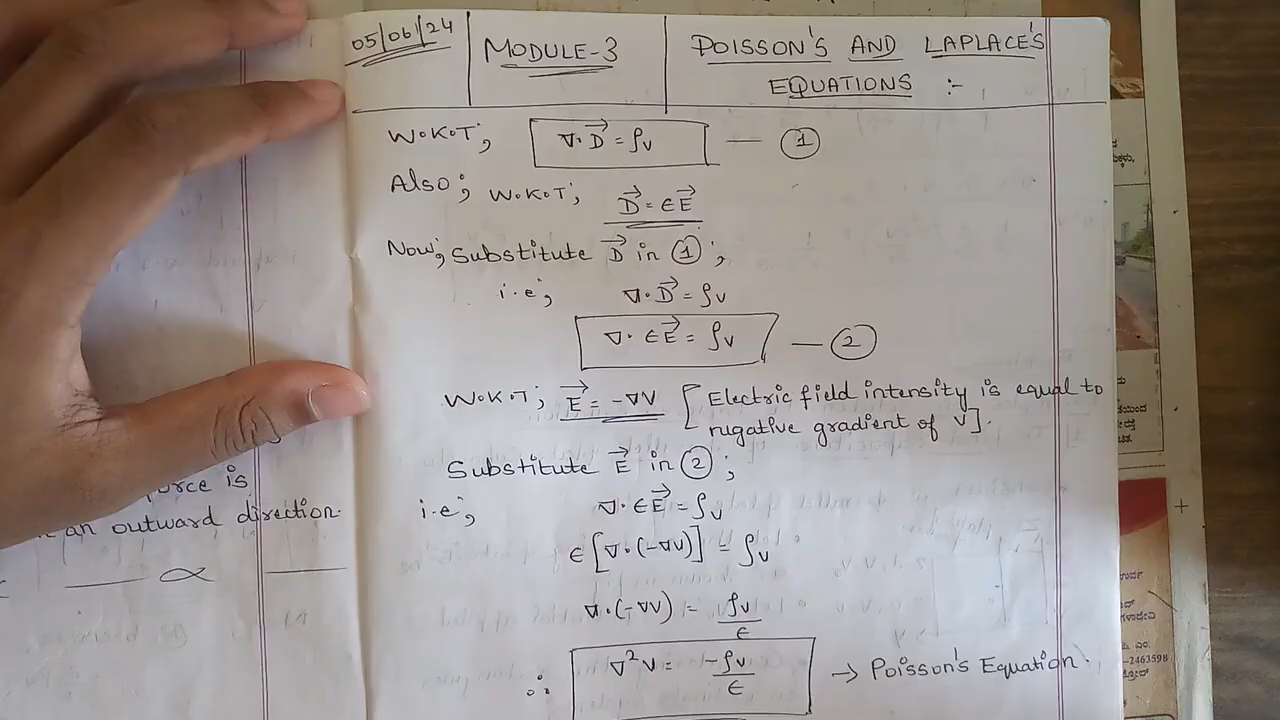 05/06/24
MODULE-3
POISSON'S AND LAPLACE'S
EQUATIONS :-
W.K.T; ∇·D⃗ = ρv — ①
Also; W.K.T; D⃗ = ϵE⃗
Now; Substitute D⃗ in ①;
i.e; ∇·D⃗ = ρv
∇·ϵE⃗ = ρv — ②
W.K.T; E⃗ = -∇V [Electric field intensity is equal to
nugative gradient of V].
Substitute E⃗ in ②;
i.e; ∇·ϵE⃗ = ρv
ϵ[∇·(-∇V)] = ρv
∇·(-∇V) = ρv/ϵ
∴ ∇²V = -ρv/ϵ → Poisson's Equation.
is
an outward direction.
-2463598